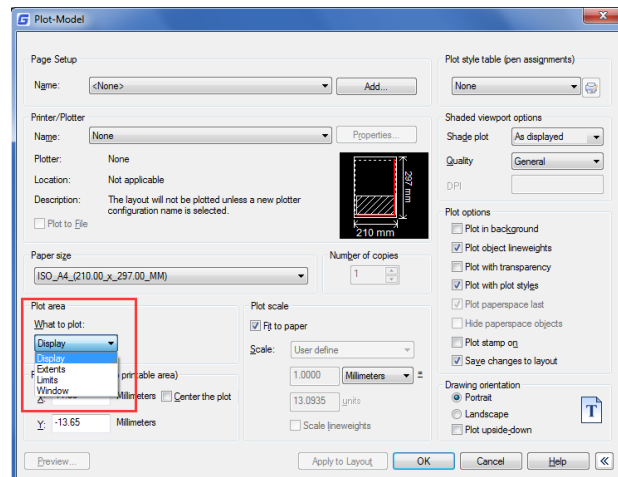 Plot-Model
Page Setup
Name: <None> Add...
Plot style table (pen assignments)
None
Printer/Plotter
Name: None Properties...
Plotter: None
Location: Not applicable
Description: The layout will not be plotted unless a new plotter
configuration name is selected.
Plot to File
297 mm
210 mm
Shaded viewport options
Shade plot As displayed
Quality General
DPI
Paper size
ISO_A4_(210.00_x_297.00_MM)
Number of copies
1
Plot options
Plot in background
Plot object lineweights
Plot with transparency
Plot with plot styles
Plot paperspace last
Hide paperspace objects
Plot stamp on
Save changes to layout
Plot area
What to plot:
Display
Display
Extents
Limits
Window
printable area)
X: Millimeters Center the plot
Y: -13.65 Millimeters
Plot scale
Fit to paper
Scale: User define
1.0000 Millimeters =
13.0935 units
Scale lineweights
Drawing orientation
Portrait
Landscape
Plot upside-down
T
Preview... Apply to Layout OK Cancel Help